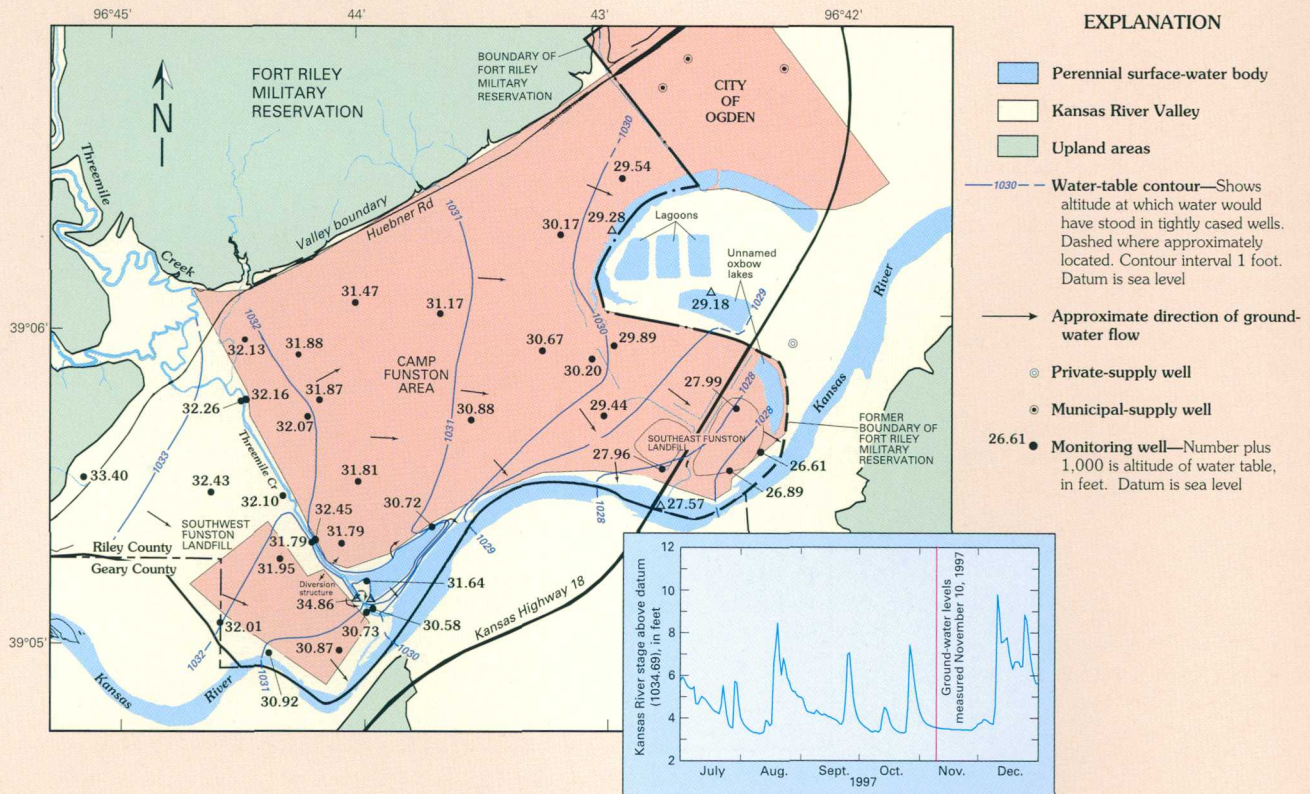 96°45'
44'
43'
96°42'
39°06'
39°05'
N
FORT RILEY
MILITARY
RESERVATION
BOUNDARY OF
FORT RILEY
MILITARY
RESERVATION
CITY
OF
OGDEN
Threemile
Creek
Valley boundary
Huebner Rd
1030
1031
29.54
30.17
29.28
Lagoons
Unnamed
oxbow
lakes
29.18
1029
River
Kansas
31.47
31.17
1032
32.13
31.88
30.67
1030
29.89
30.20
CAMP
FUNSTON
AREA
27.99
1028
1028
32.26
32.16
31.87
32.07
30.88
1031
29.44
SOUTHEAST FUNSTON
LANDFILL
FORMER
BOUNDARY OF
FORT RILEY
MILITARY
RESERVATION
27.96
26.61
26.89
27.57
1028
Threemile Cr
33.40
1033
32.43
32.10
31.81
32.45
30.72
1029
SOUTHWEST
FUNSTON
LANDFILL
31.79
31.79
Riley County
Geary County
31.95
Diversion
structure
34.86
31.64
30.58
30.73
32.01
30.87
1030
1032
1031
30.92
Kansas
River
Kansas Highway 18
EXPLANATION
Perennial surface-water body
Kansas River Valley
Upland areas
1030
Water-table contour—Shows
altitude at which water would
have stood in tightly cased wells.
Dashed where approximately
located. Contour interval 1 foot.
Datum is sea level
Approximate direction of ground-
water flow
Private-supply well
Municipal-supply well
26.61
Monitoring well—Number plus
1,000 is altitude of water table,
in feet. Datum is sea level
Kansas River stage above datum
(1034.69), in feet
12
10
8
6
4
2
Ground-water levels
measured November 10, 1997
July
Aug.
Sept.
Oct.
Nov.
Dec.
1997